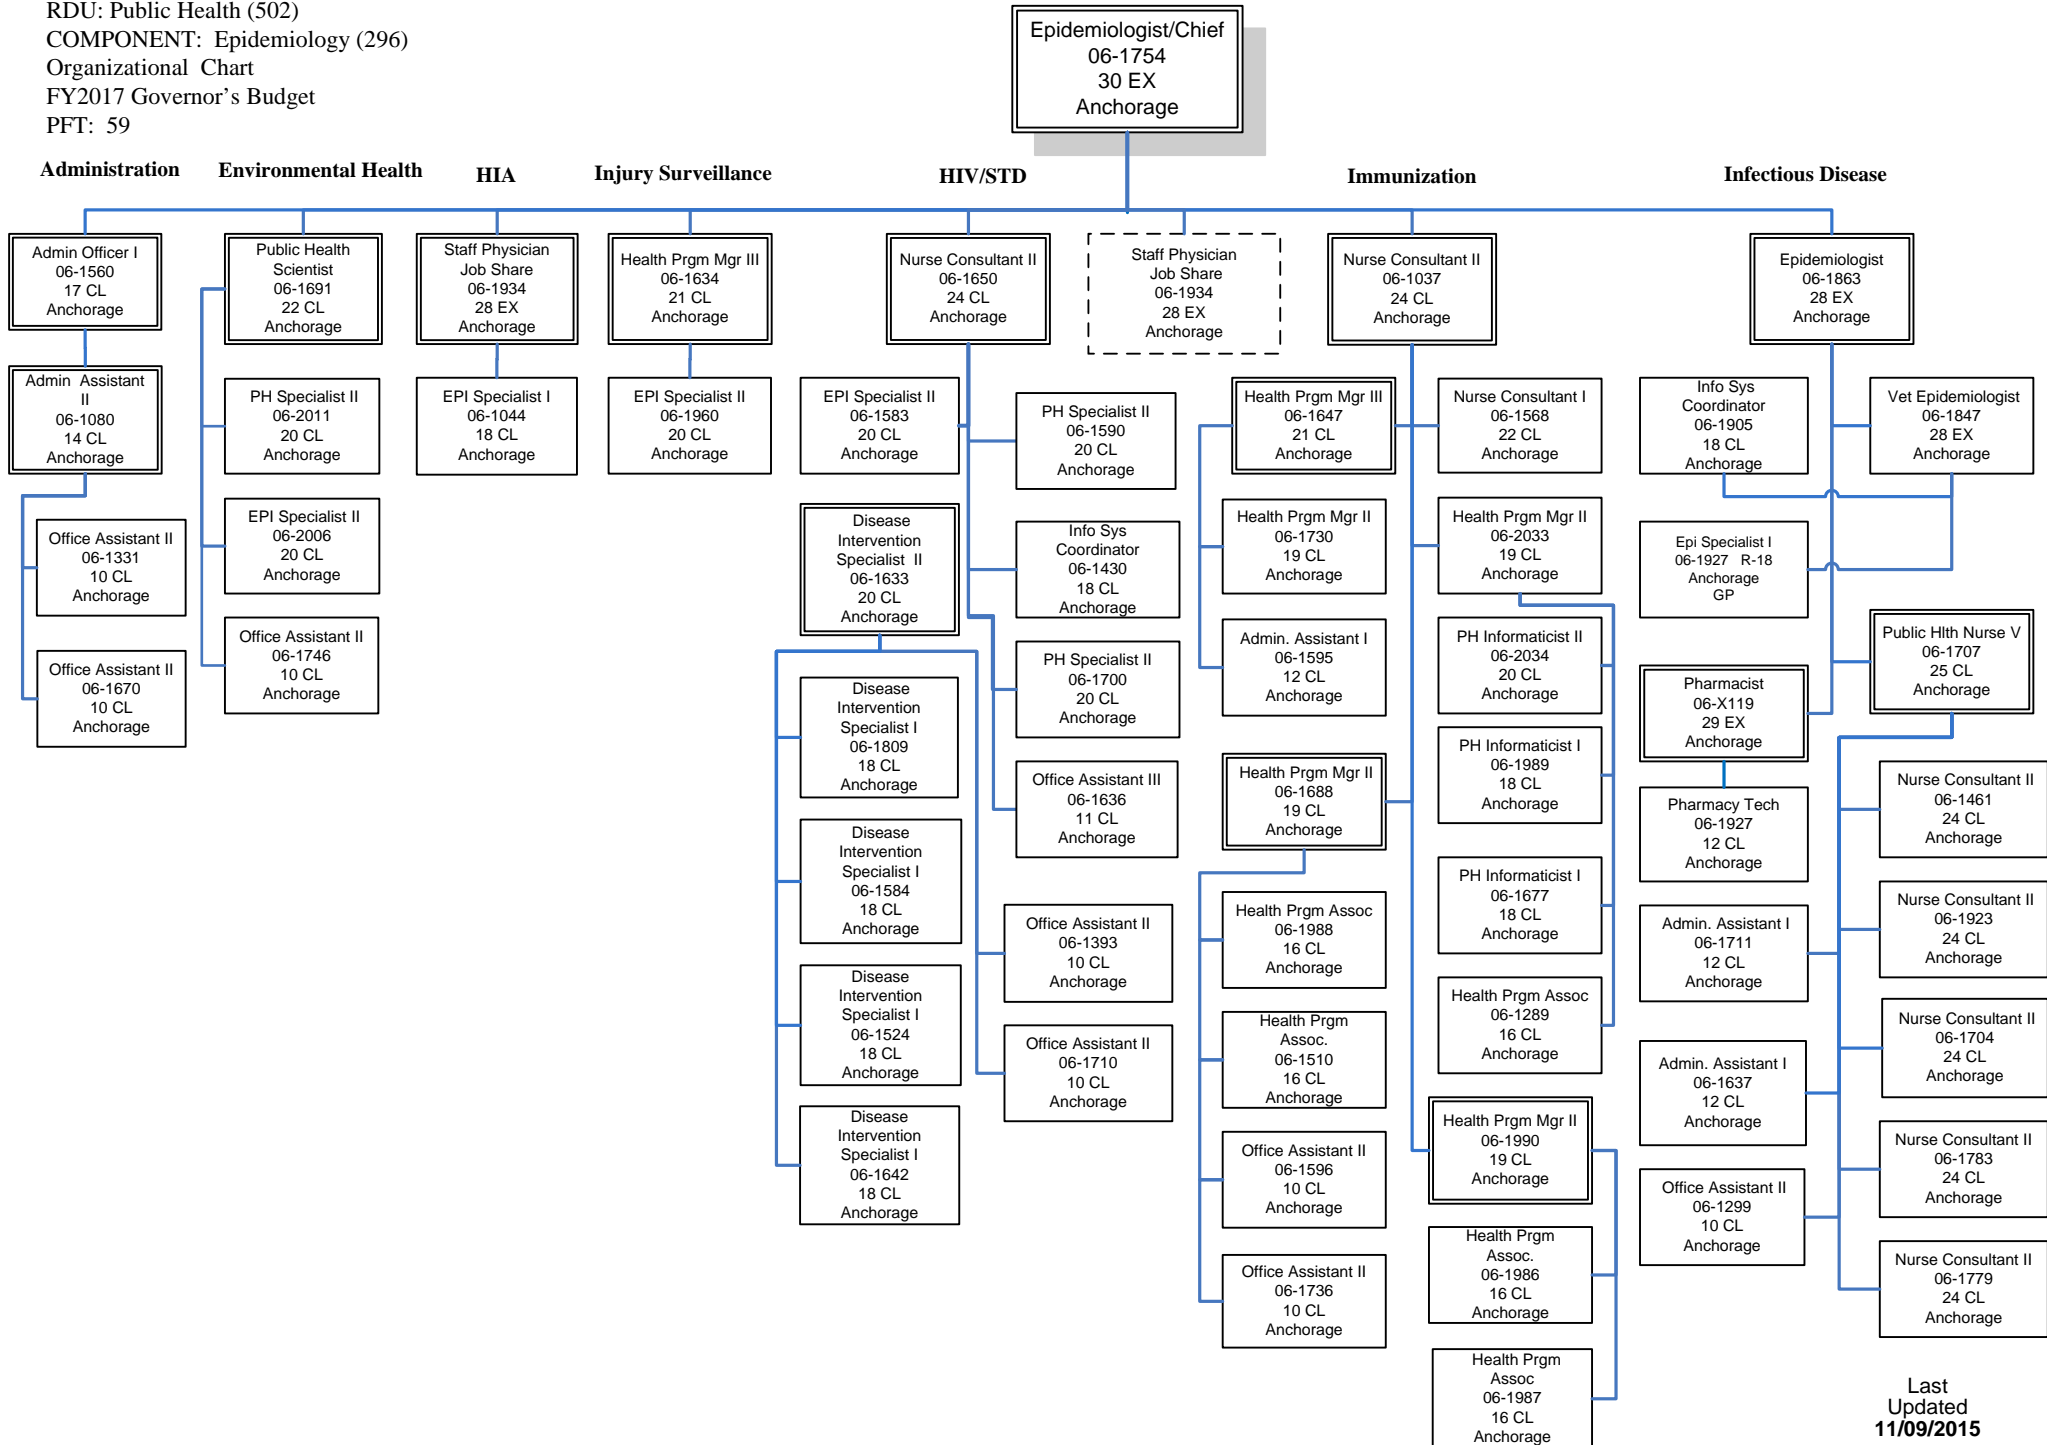 RDU: Public Health (502)
COMPONENT: Epidemiology (296)
Organizational Chart
FY2017 Governor's Budget
PFT: 59
Epidemiologist/Chief
06-1754
30 EX
Anchorage
Administration
Environmental Health
HIA
Injury Surveillance
HIV/STD
Immunization
Infectious Disease
Admin Officer I
06-1560
17 CL
Anchorage
Admin Assistant
II
06-1080
14 CL
Anchorage
Office Assistant II
06-1331
10 CL
Anchorage
Office Assistant II
06-1670
10 CL
Anchorage
Public Health
Scientist
06-1691
22 CL
Anchorage
PH Specialist II
06-2011
20 CL
Anchorage
EPI Specialist II
06-2006
20 CL
Anchorage
Office Assistant II
06-1746
10 CL
Anchorage
Staff Physician
Job Share
06-1934
28 EX
Anchorage
EPI Specialist I
06-1044
18 CL
Anchorage
Health Prgm Mgr III
06-1634
21 CL
Anchorage
EPI Specialist II
06-1960
20 CL
Anchorage
Nurse Consultant II
06-1650
24 CL
Anchorage
EPI Specialist II
06-1583
20 CL
Anchorage
Disease
Intervention
Specialist II
06-1633
20 CL
Anchorage
Disease
Intervention
Specialist I
06-1809
18 CL
Anchorage
Disease
Intervention
Specialist I
06-1584
18 CL
Anchorage
Disease
Intervention
Specialist I
06-1524
18 CL
Anchorage
Disease
Intervention
Specialist I
06-1642
18 CL
Anchorage
PH Specialist II
06-1590
20 CL
Anchorage
Info Sys
Coordinator
06-1430
18 CL
Anchorage
PH Specialist II
06-1700
20 CL
Anchorage
Office Assistant III
06-1636
11 CL
Anchorage
Office Assistant II
06-1393
10 CL
Anchorage
Office Assistant II
06-1710
10 CL
Anchorage
Staff Physician
Job Share
06-1934
28 EX
Anchorage
Nurse Consultant II
06-1037
24 CL
Anchorage
Health Prgm Mgr III
06-1647
21 CL
Anchorage
Health Prgm Mgr II
06-1730
19 CL
Anchorage
Admin. Assistant I
06-1595
12 CL
Anchorage
Health Prgm Mgr II
06-1688
19 CL
Anchorage
Health Prgm Assoc
06-1988
16 CL
Anchorage
Health Prgm
Assoc.
06-1510
16 CL
Anchorage
Office Assistant II
06-1596
10 CL
Anchorage
Office Assistant II
06-1736
10 CL
Anchorage
Nurse Consultant I
06-1568
22 CL
Anchorage
Health Prgm Mgr II
06-2033
19 CL
Anchorage
PH Informaticist II
06-2034
20 CL
Anchorage
PH Informaticist I
06-1989
18 CL
Anchorage
PH Informaticist I
06-1677
18 CL
Anchorage
Health Prgm Assoc
06-1289
16 CL
Anchorage
Health Prgm Mgr II
06-1990
19 CL
Anchorage
Health Prgm
Assoc.
06-1986
16 CL
Anchorage
Health Prgm
Assoc
06-1987
16 CL
Anchorage
Epidemiologist
06-1863
28 EX
Anchorage
Info Sys
Coordinator
06-1905
18 CL
Anchorage
Epi Specialist I
06-1927 R-18
Anchorage
GP
Pharmacist
06-X119
29 EX
Anchorage
Pharmacy Tech
06-1927
12 CL
Anchorage
Admin. Assistant I
06-1711
12 CL
Anchorage
Admin. Assistant I
06-1637
12 CL
Anchorage
Office Assistant II
06-1299
10 CL
Anchorage
Vet Epidemiologist
06-1847
28 EX
Anchorage
Public Hlth Nurse V
06-1707
25 CL
Anchorage
Nurse Consultant II
06-1461
24 CL
Anchorage
Nurse Consultant II
06-1923
24 CL
Anchorage
Nurse Consultant II
06-1704
24 CL
Anchorage
Nurse Consultant II
06-1783
24 CL
Anchorage
Nurse Consultant II
06-1779
24 CL
Anchorage
Last
Updated
11/09/2015